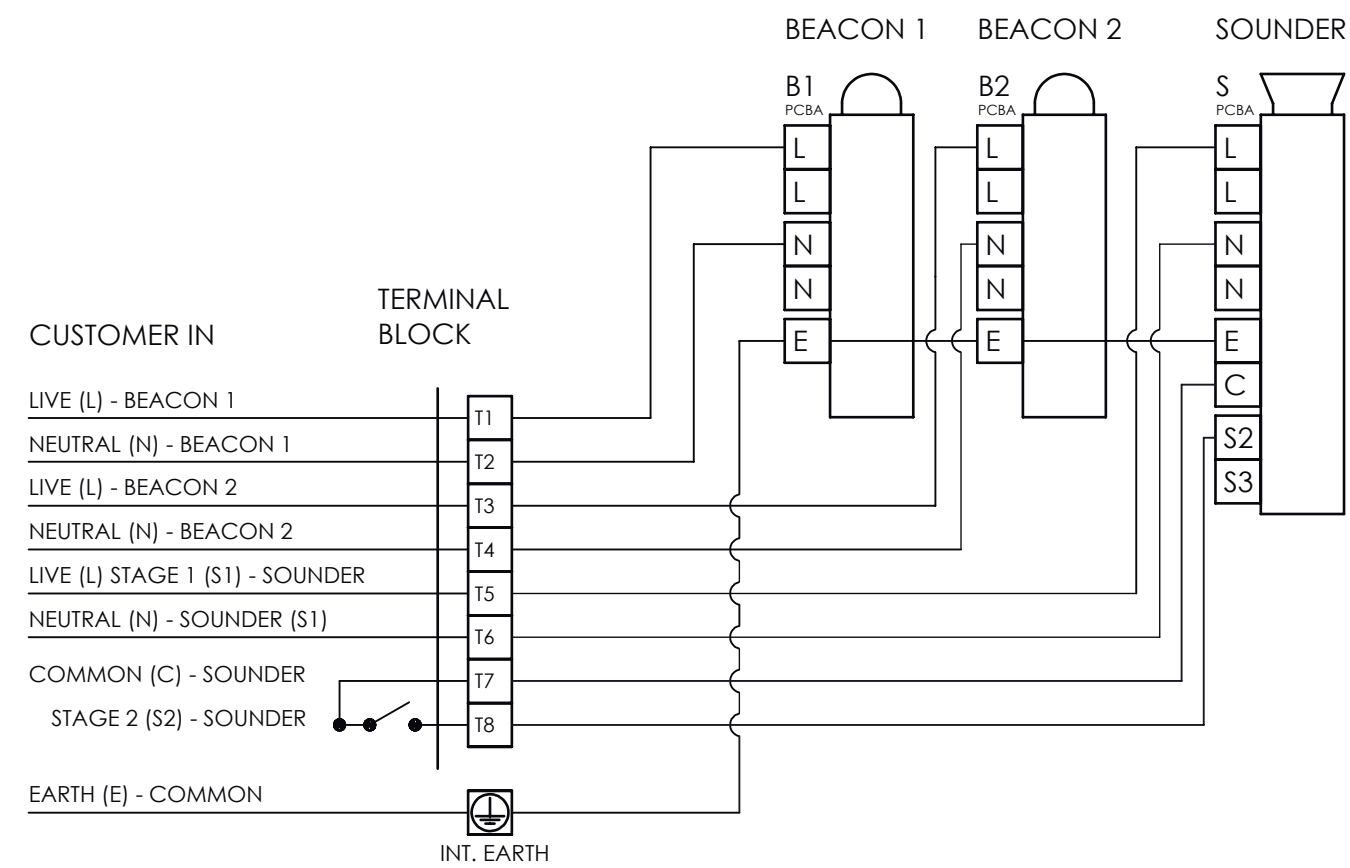 BEACON 1 BEACON 2 SOUNDER
B1 B2 S
PCBA PCBA PCBA
L L L
L L L
N N N
N N N
E E E
C
S2
S3
TERMINAL
BLOCK
CUSTOMER IN
LIVE (L) - BEACON 1
T1
NEUTRAL (N) - BEACON 1
T2
LIVE (L) - BEACON 2
T3
NEUTRAL (N) - BEACON 2
T4
LIVE (L) STAGE 1 (S1) - SOUNDER
T5
NEUTRAL (N) - SOUNDER (S1)
T6
COMMON (C) - SOUNDER
T7
STAGE 2 (S2) - SOUNDER
T8
EARTH (E) - COMMON
INT. EARTH